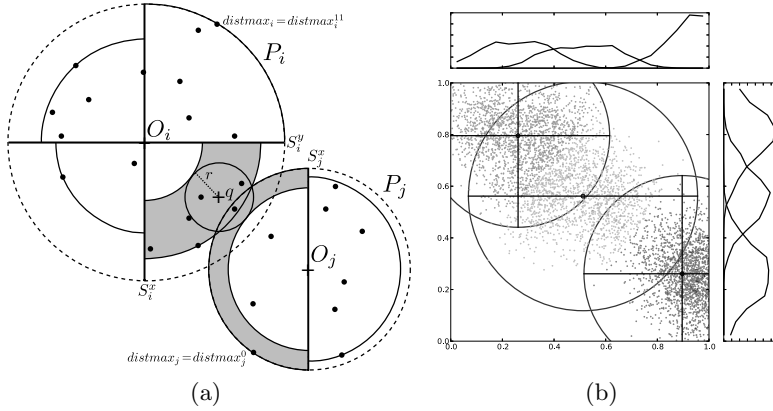 distmax_i = distmax_i^11
P_i
O_i
S_i^y
S_j^x
r
q
P_j
O_j
S_i^x
distmax_j = distmax_j^0
(a)
1.0
0.8
0.6
0.4
0.2
0.0
0.0 0.2 0.4 0.6 0.8 1.0
(b)